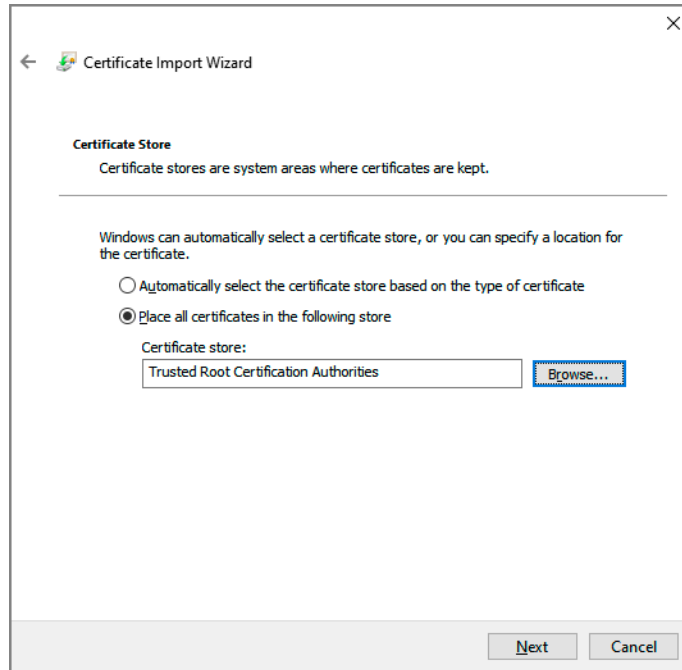 Certificate Import Wizard
Certificate Store
Certificate stores are system areas where certificates are kept.
Windows can automatically select a certificate store, or you can specify a location for
the certificate.
Automatically select the certificate store based on the type of certificate
Place all certificates in the following store
Certificate store:
Trusted Root Certification Authorities
Browse...
Next
Cancel